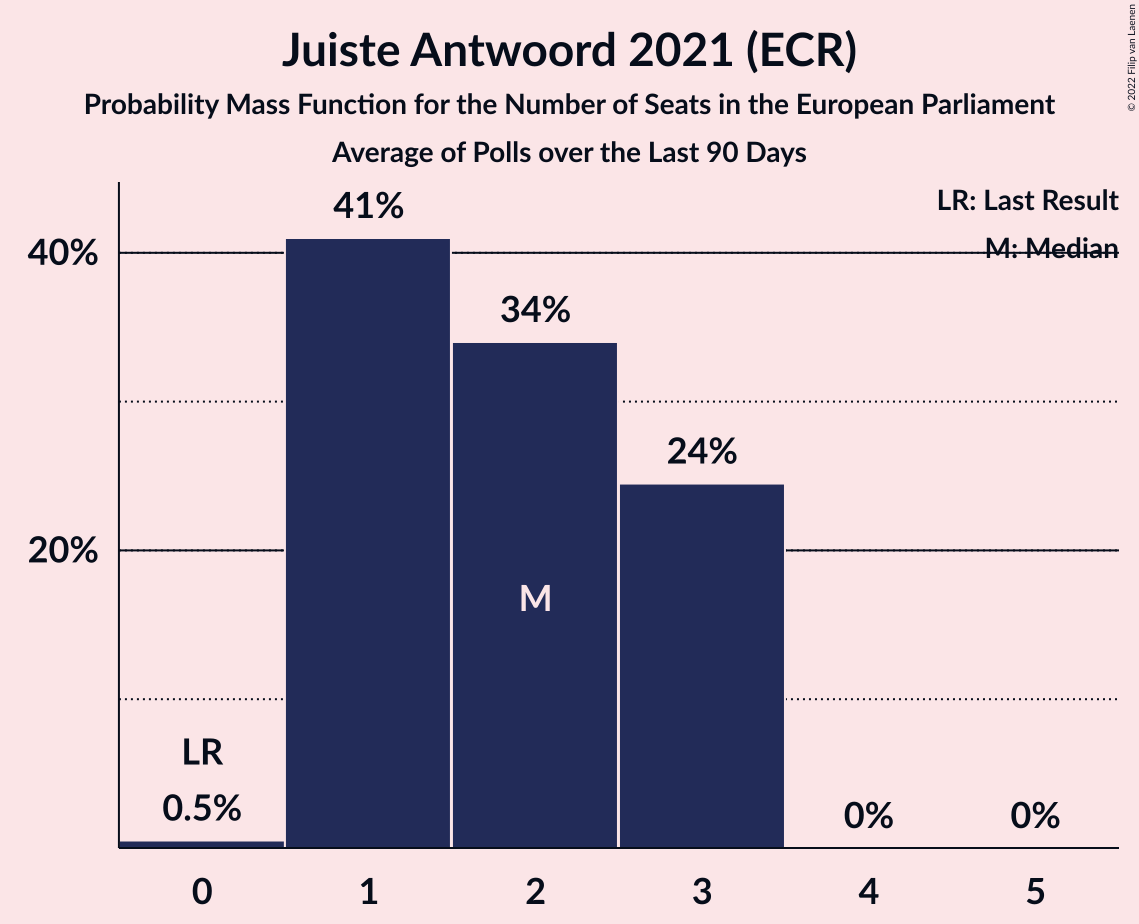 Juiste Antwoord 2021 (ECR)
Probability Mass Function for the Number of Seats in the European Parliament
Average of Polls over the Last 90 Days
© 2022 Filip van Laenen
LR: Last Result
M: Median
40%
20%
41%
34%
24%
M
LR
0.5%
0%
0%
0
1
2
3
4
5